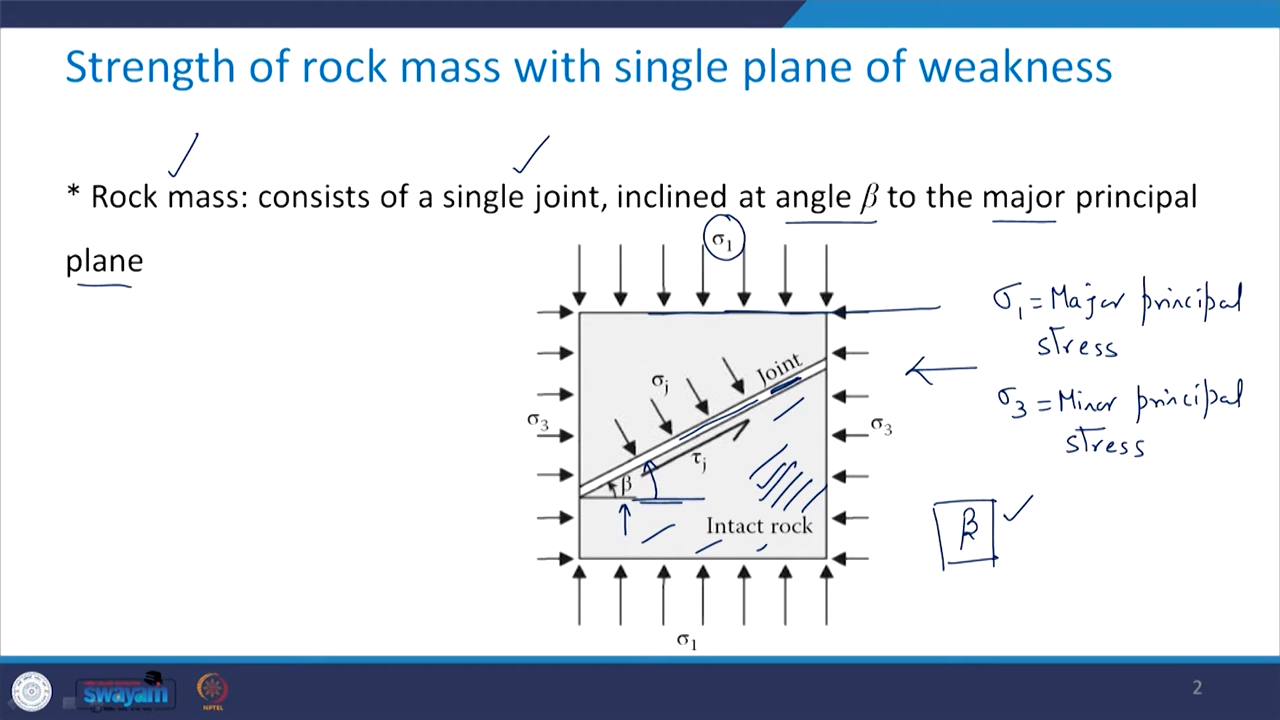 Strength of rock mass with single plane of weakness
* Rock mass: consists of a single joint, inclined at angle β to the major principal
plane
σ1
σ1 = Major principal
stress
Joint
σj
σ3
σ3
σ3 = Minor principal
stress
τj
β
Intact rock
β
σ1
swayam
NPTEL
2